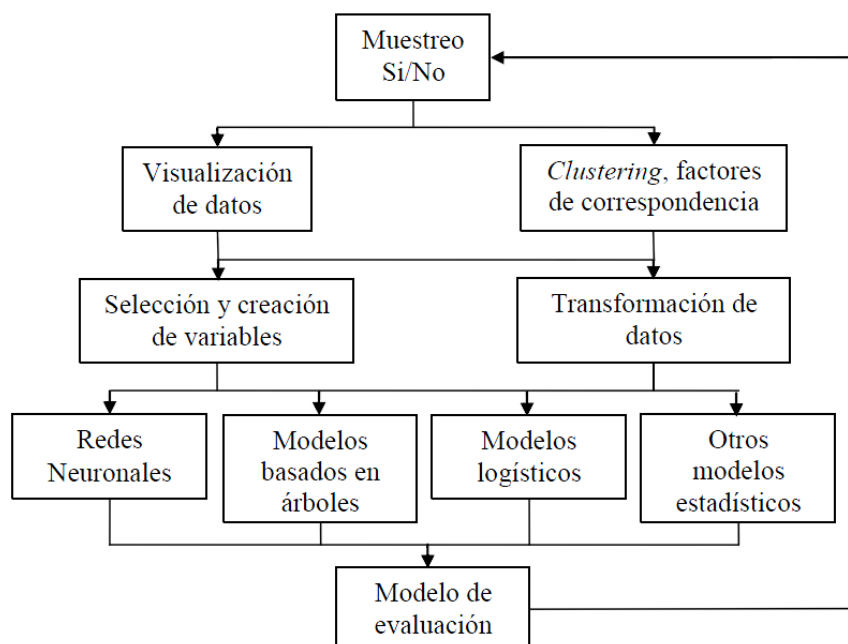 Muestreo
Si/No
Visualización
de datos
Clustering, factores
de correspondencia
Selección y creación
de variables
Transformación de
datos
Redes
Neuronales
Modelos
basados en
árboles
Modelos
logísticos
Otros
modelos
estadísticos
Modelo de
evaluación